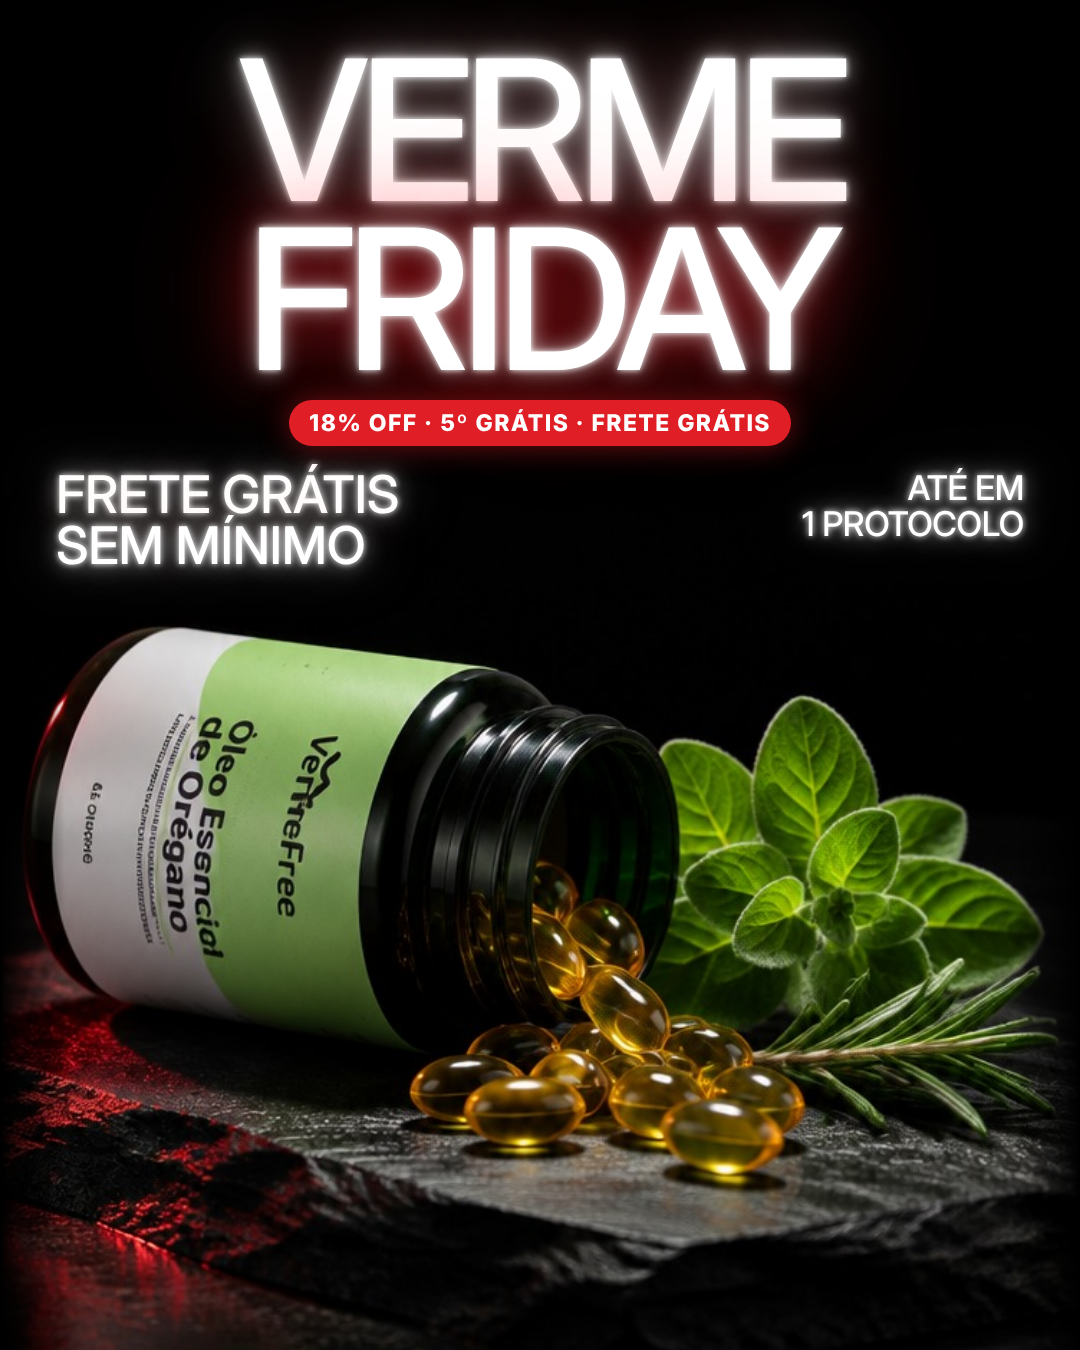 VERME
FRIDAY
18% OFF · 5º GRÁTIS · FRETE GRÁTIS
FRETE GRÁTIS
SEM MÍNIMO
ATÉ EM
1 PROTOCOLO
Óleo Essncial
de Orégano